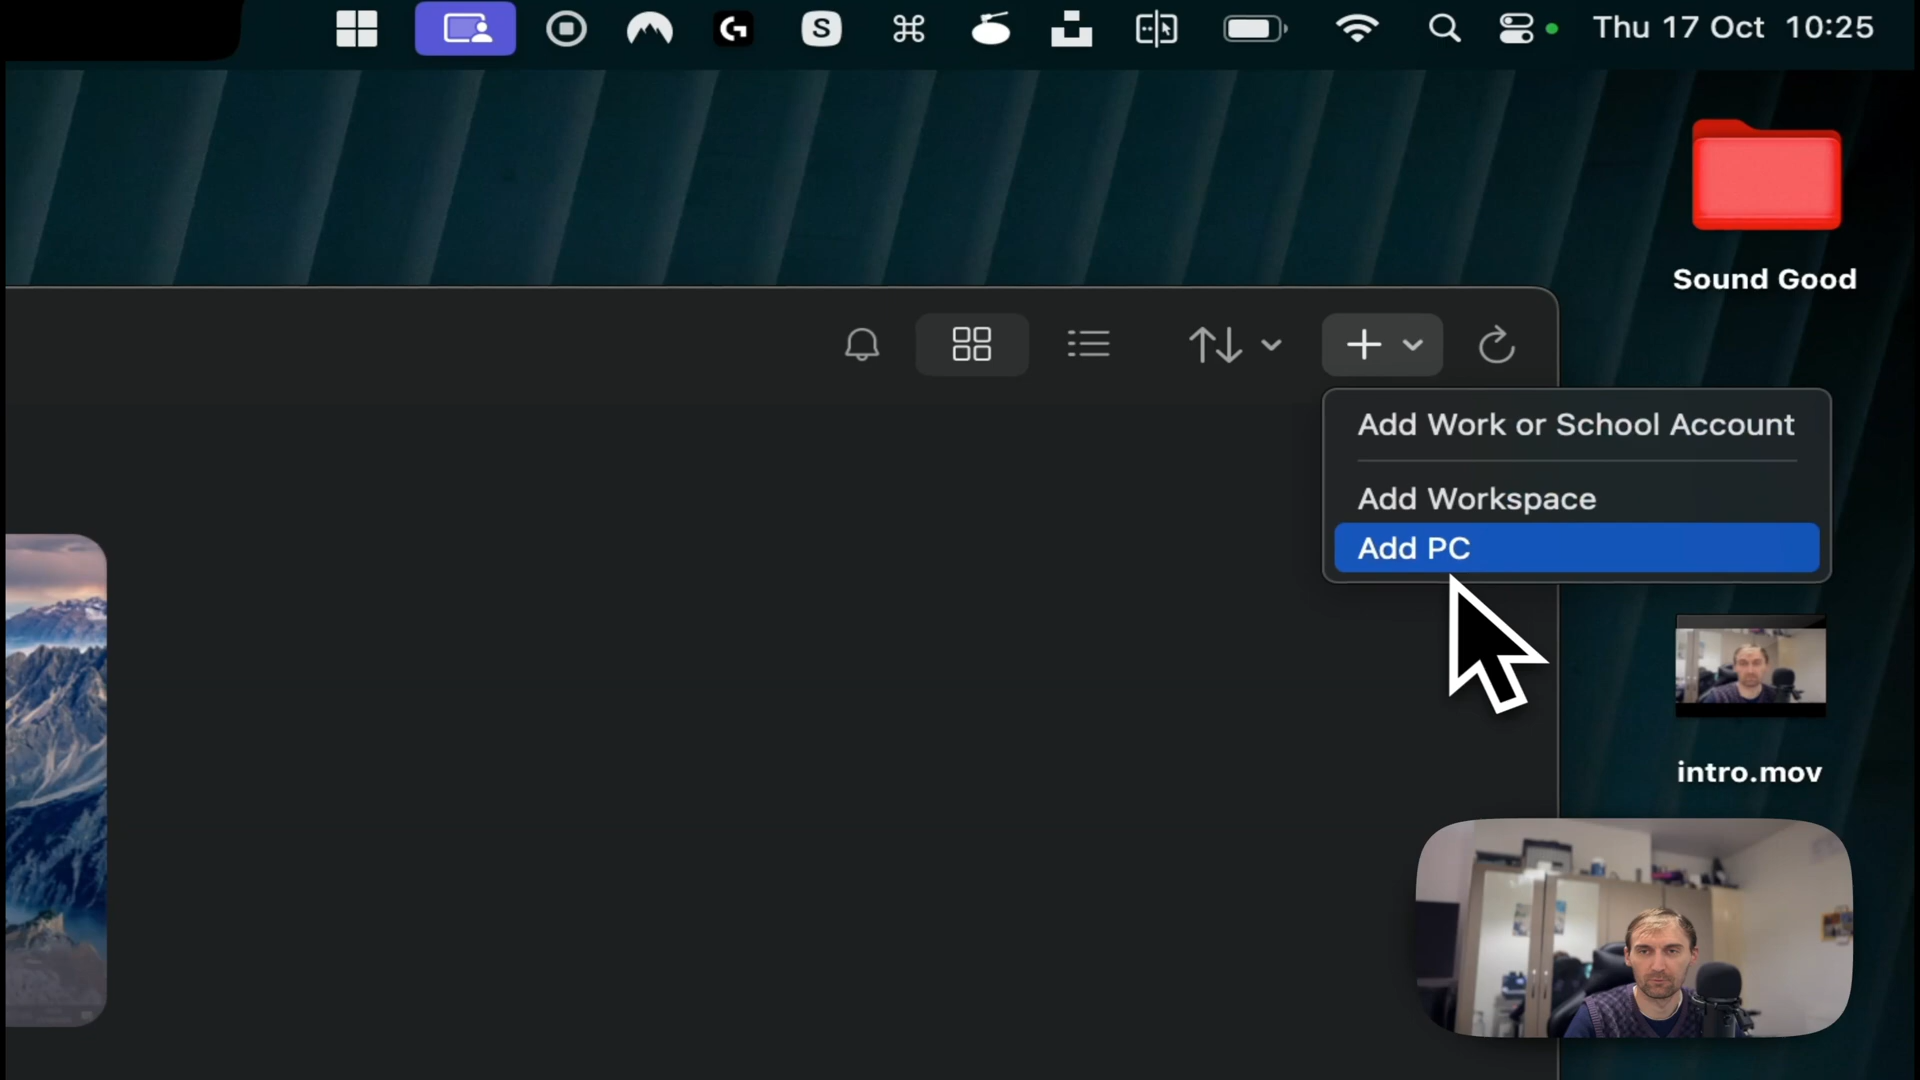 S
Thu 17 Oct 10:25
Sound Good
Add Work or School Account
Add Workspace
Add PC
intro.mov